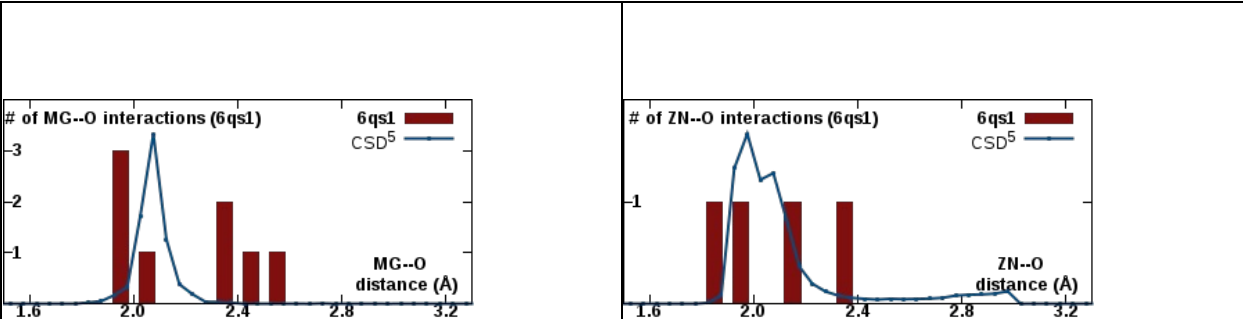 # of MG--O interactions (6qs1)
6qs1
CSD5
3
2
1
MG--O
distance (Å)
1.6 2.0 2.4 2.8 3.2
# of ZN--O interactions (6qs1)
6qs1
CSD5
1
ZN--O
distance (Å)
1.6 2.0 2.4 2.8 3.2